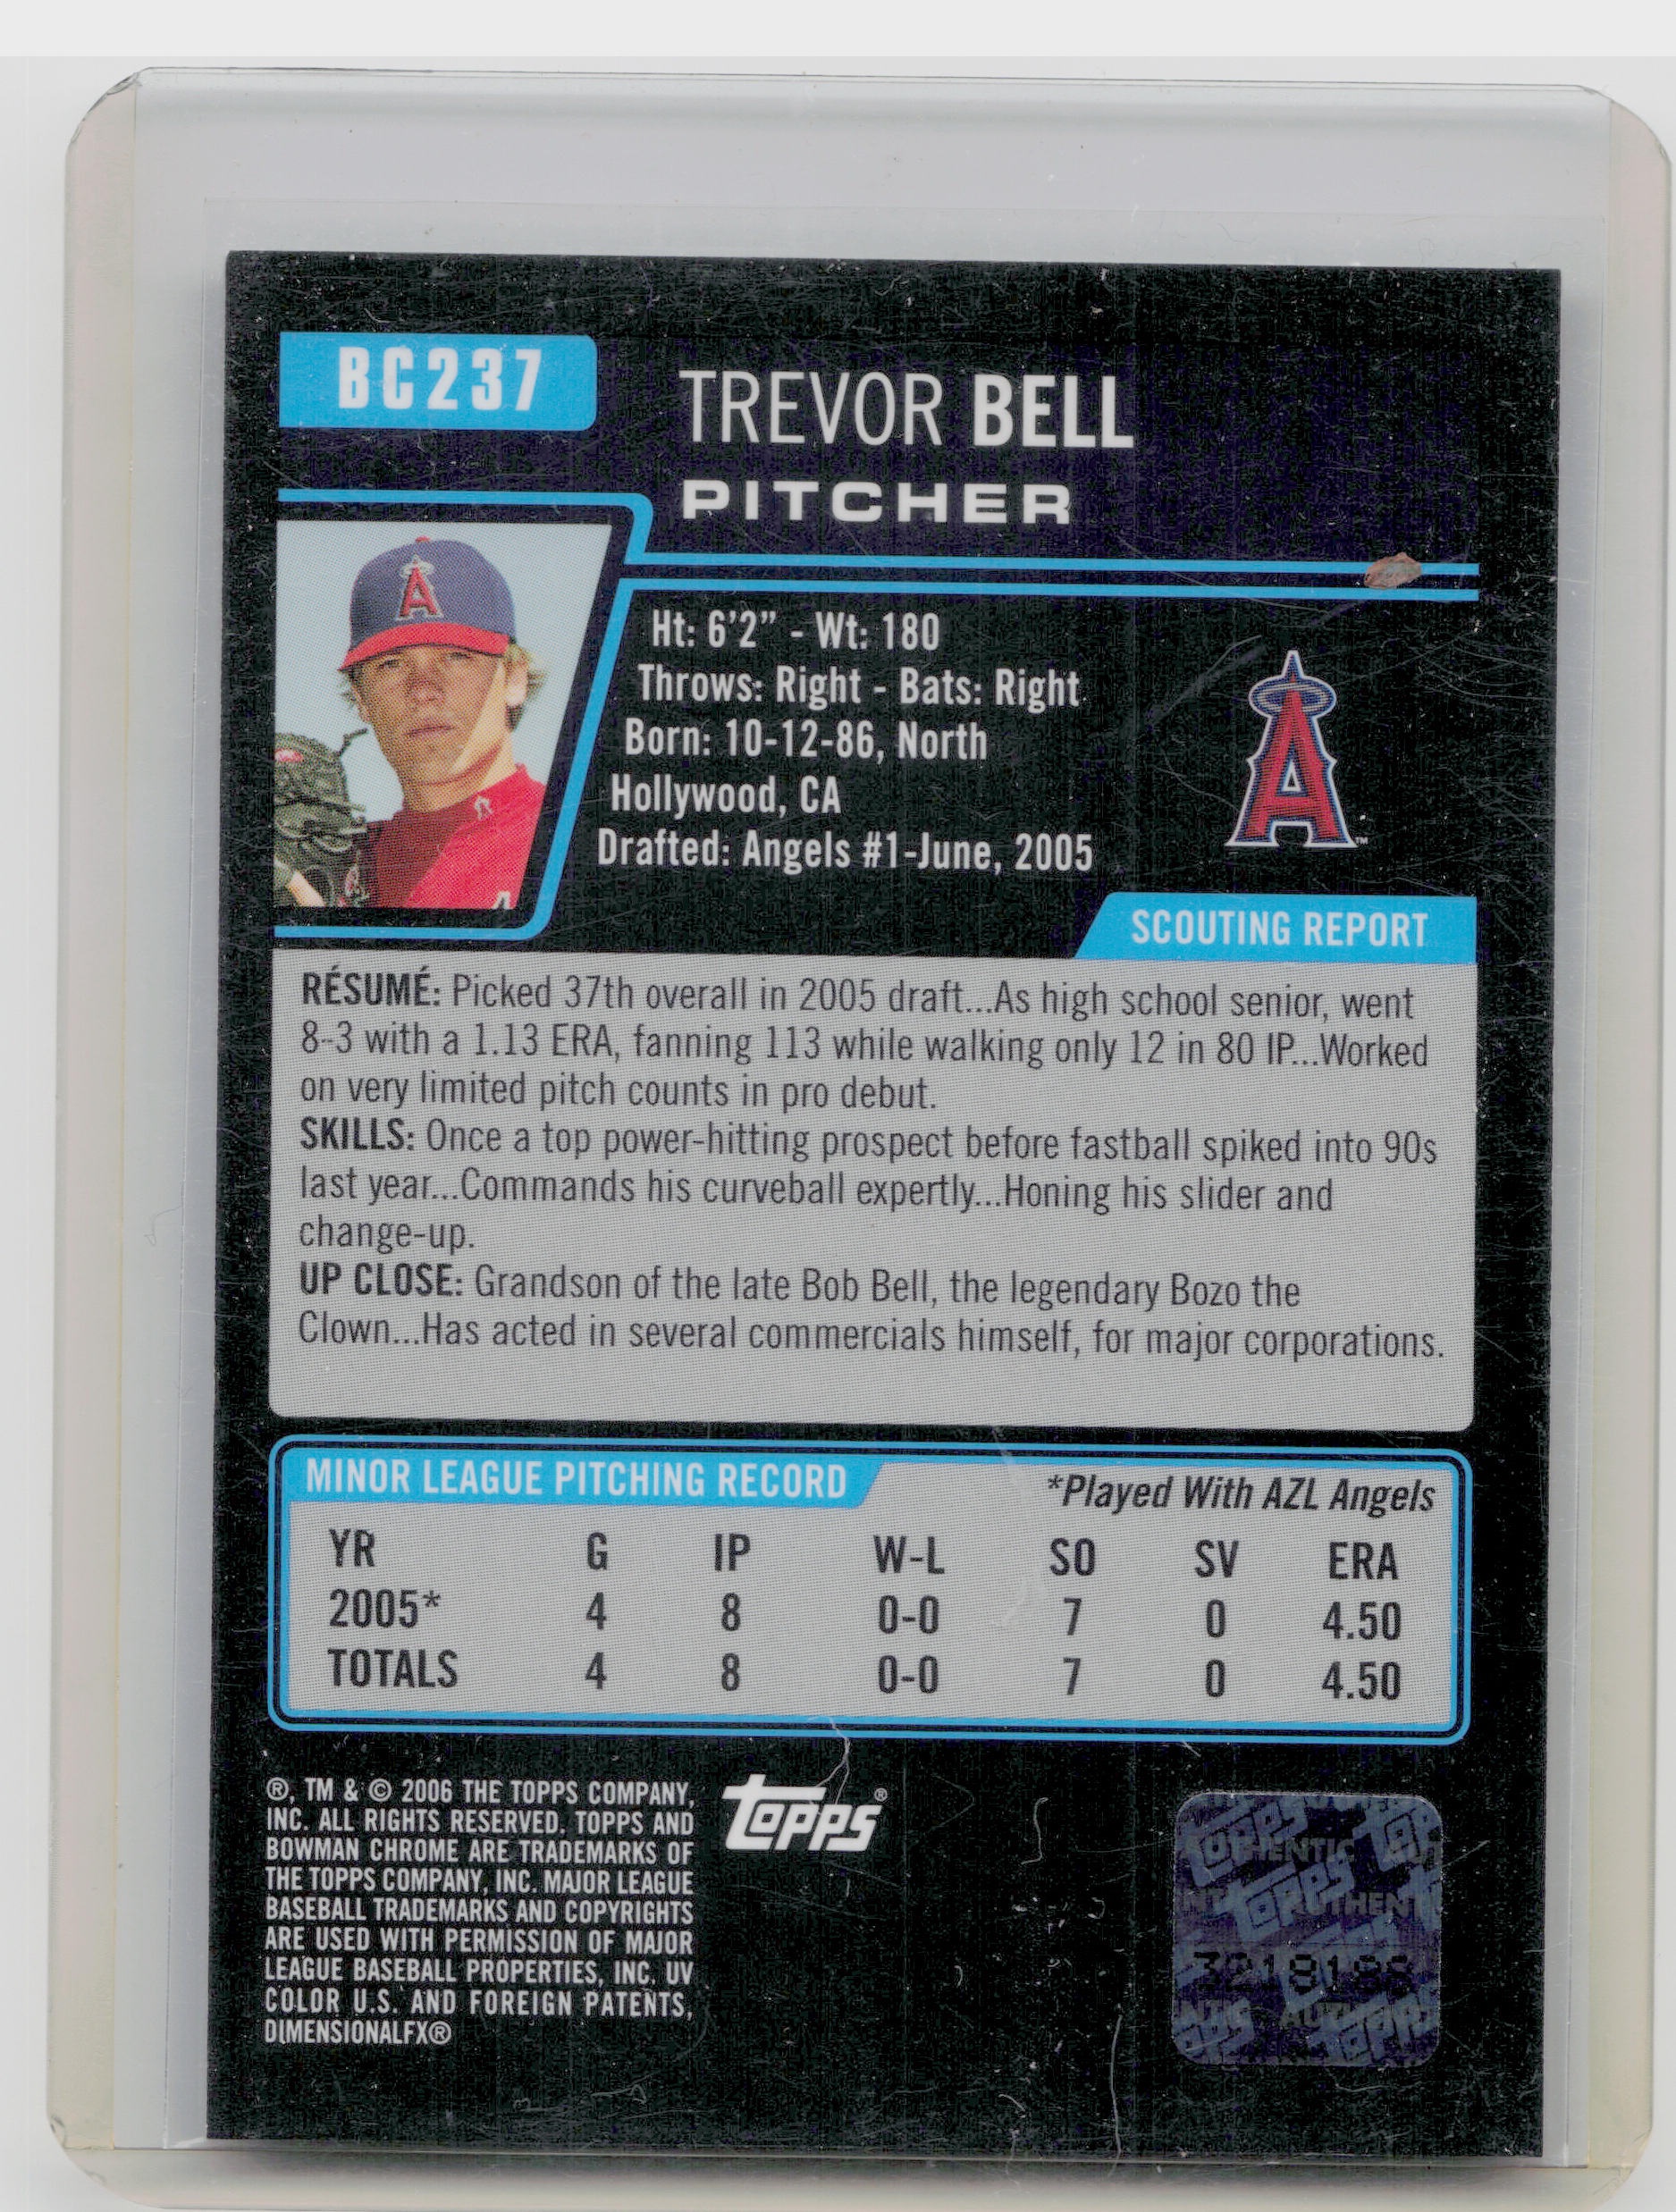 BC237
TREVOR BELL
PITCHER
Ht: 6'2" - Wt: 180
Throws: Right - Bats: Right
Born: 10-12-86, North
Hollywood, CA
Drafted: Angels #1-June, 2005
A
A
™
SCOUTING REPORT
RÉSUMÉ: Picked 37th overall in 2005 draft...As high school senior, went
8-3 with a 1.13 ERA, fanning 113 while walking only 12 in 80 IP...Worked
on very limited pitch counts in pro debut.
SKILLS: Once a top power-hitting prospect before fastball spiked into 90s
last year...Commands his curveball expertly...Honing his slider and
change-up.
UP CLOSE: Grandson of the late Bob Bell, the legendary Bozo the
Clown...Has acted in several commercials himself, for major corporations.
MINOR LEAGUE PITCHING RECORD *Played With AZL Angels
YR G IP W-L SO SV ERA
2005* 4 8 0-0 7 0 4.50
TOTALS 4 8 0-0 7 0 4.50
®, TM & © 2006 THE TOPPS COMPANY,
INC. ALL RIGHTS RESERVED. TOPPS AND
BOWMAN CHROME ARE TRADEMARKS OF
THE TOPPS COMPANY, INC. MAJOR LEAGUE
BASEBALL TRADEMARKS AND COPYRIGHTS
ARE USED WITH PERMISSION OF MAJOR
LEAGUE BASEBALL PROPERTIES, INC. UV
COLOR U.S. AND FOREIGN PATENTS,
DIMENSIONALFX®
Topps®
Topps
AUTHENTIC
Topps
3218188
Topps